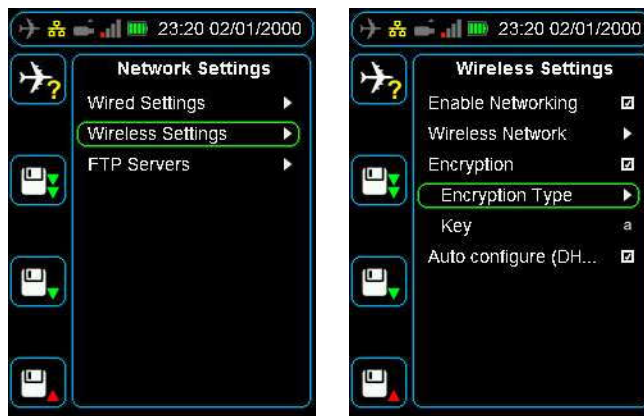 23:20 02/01/2000
Network Settings
Wired Settings
Wireless Settings
FTP Servers
23:20 02/01/2000
Wireless Settings
Enable Networking
Wireless Network
Encryption
Encryption Type
Key a
Auto configure (DH...